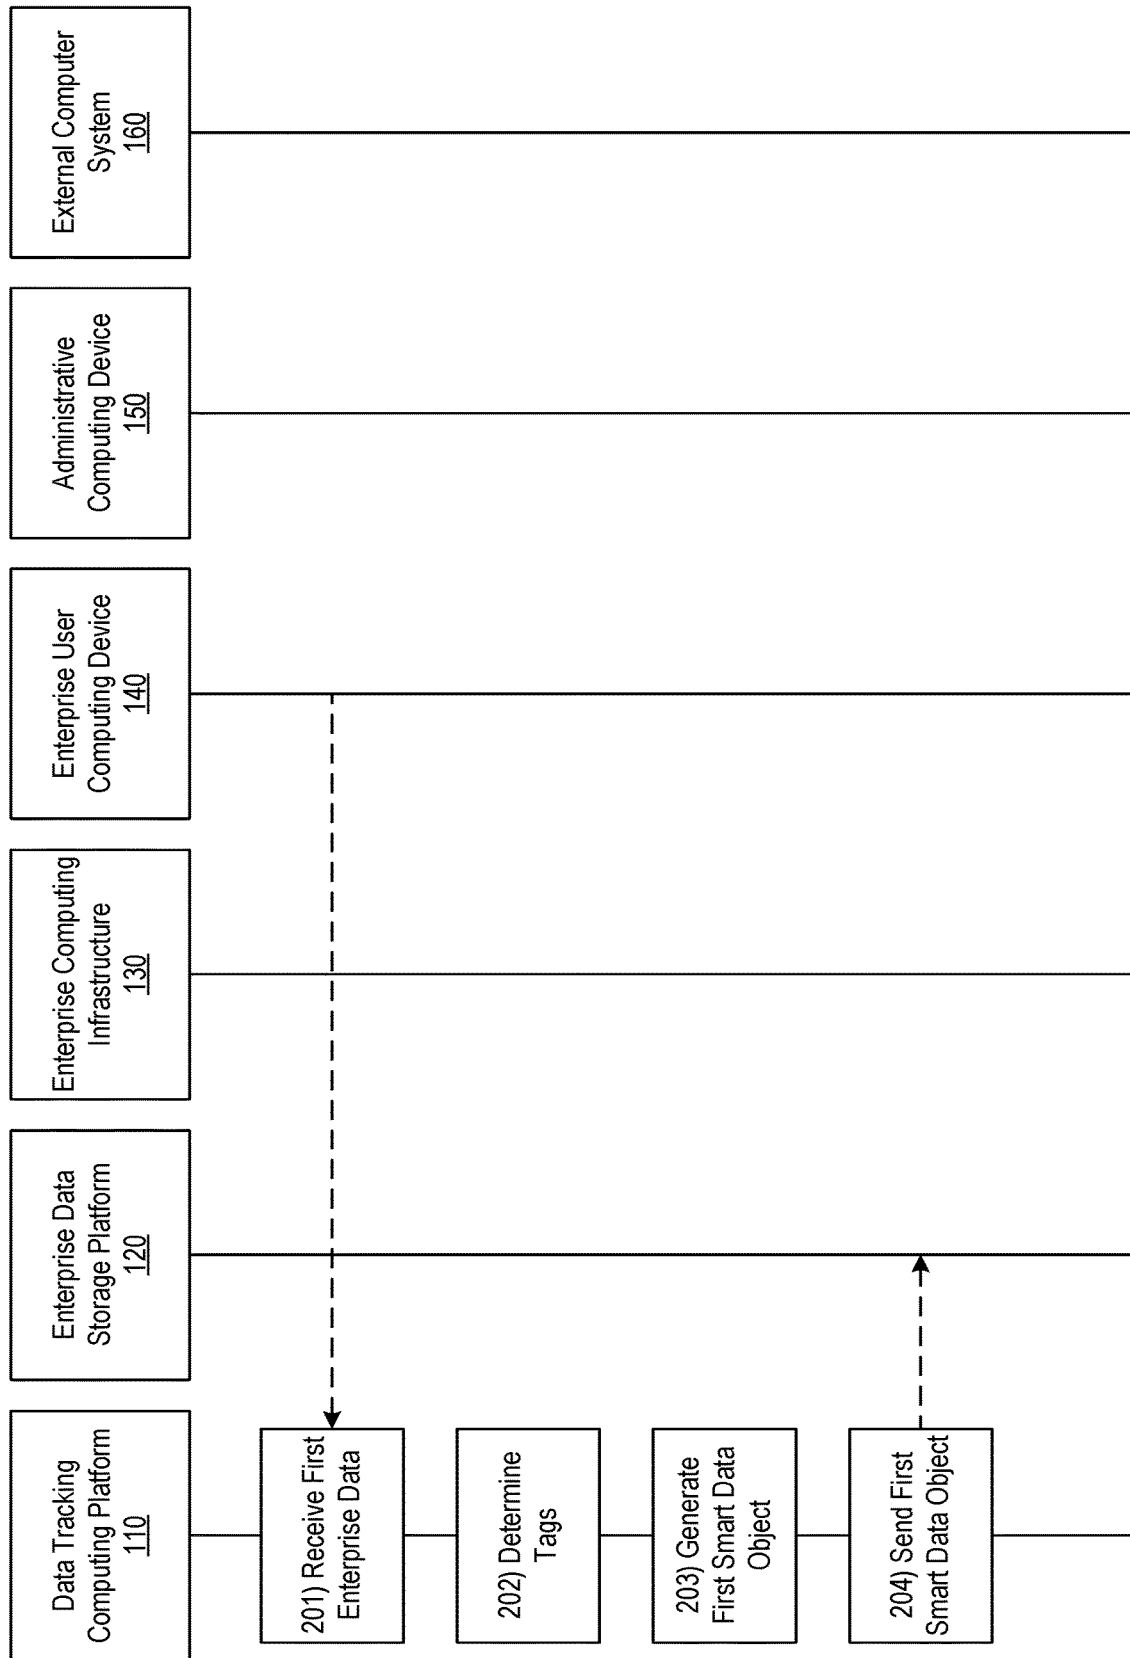 Data Tracking
Computing Platform
110
Enterprise Data
Storage Platform
120
Enterprise Computing
Infrastructure
130
Enterprise User
Computing Device
140
Administrative
Computing Device
150
External Computer
System
160
201) Receive First
Enterprise Data
202) Determine
Tags
203) Generate
First Smart Data
Object
204) Send First
Smart Data Object